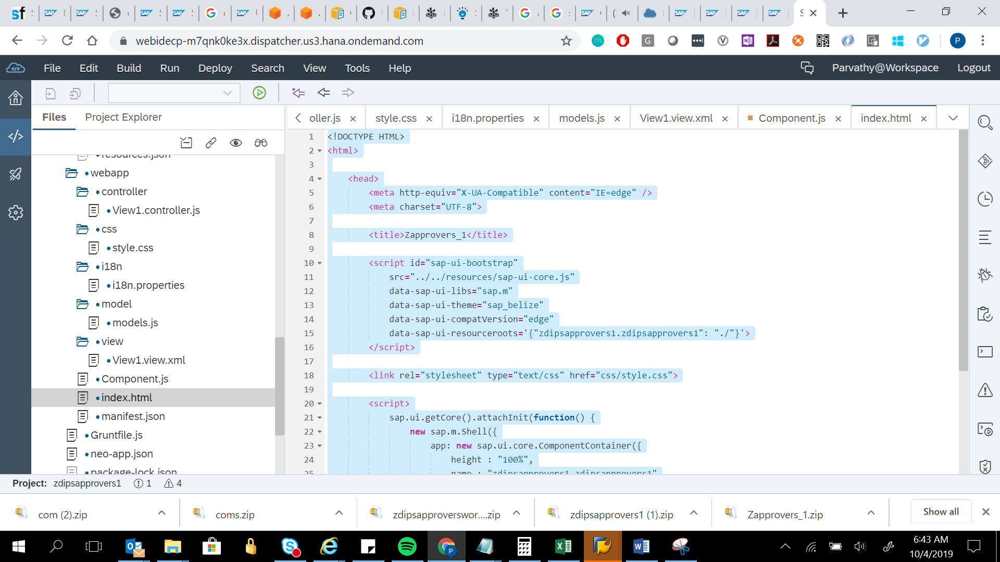 webidecp-m7qnk0ke3x.dispatcher.us3.hana.ondemand.com
File Edit Build Run Deploy Search View Tools Help
Parvathy@Workspace Logout
Files Project Explorer
oller.js style.css i18n.properties models.js View1.view.xml Component.js index.html
resources.json
webapp
controller
View1.controller.js
css
style.css
i18n
i18n.properties
model
models.js
view
View1.view.xml
Component.js
index.html
manifest.json
Gruntfile.js
neo-app.json
package-lock.json
1 <!DOCTYPE HTML>
2 <html>
3
4 <head>
5 <meta http-equiv="X-UA-Compatible" content="IE=edge" />
6 <meta charset="UTF-8">
7
8 <title>Zapprovers_1</title>
9
10 <script id="sap-ui-bootstrap"
11 src="../../resources/sap-ui-core.js"
12 data-sap-ui-libs="sap.m"
13 data-sap-ui-theme="sap_belize"
14 data-sap-ui-compatVersion="edge"
15 data-sap-ui-resourceroots='{"zdipsapprovers1.zdipsapprovers1": "./"}'>
16 </script>
17
18 <link rel="stylesheet" type="text/css" href="css/style.css">
19
20 <script>
21 sap.ui.getCore().attachInit(function() {
22 new sap.m.Shell({
23 app: new sap.ui.core.ComponentContainer({
24 height : "100%",
25 name : "zdipsapprovers1.zdipsapprovers1"
Project: zdipsapprovers1 1 4
com (2).zip
coms.zip
zdipsapproverswor....zip
zdipsapprovers1 (1).zip
Zapprovers_1.zip
Show all
6:43 AM
10/4/2019